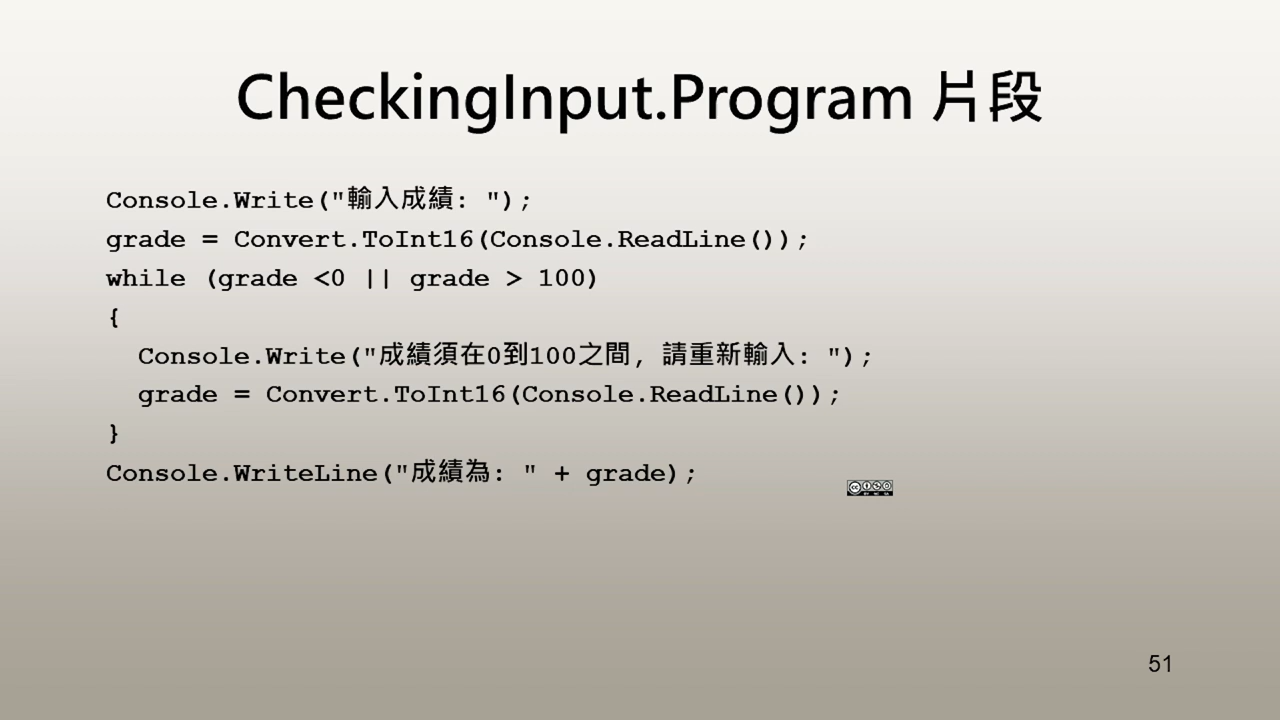 CheckingInput.Program 片段
Console.Write("輸入成績: ");
grade = Convert.ToInt16(Console.ReadLine());
while (grade <0 || grade > 100)
{
  Console.Write("成績須在0到100之間, 請重新輸入: ");
  grade = Convert.ToInt16(Console.ReadLine());
}
Console.WriteLine("成績為: " + grade);
51